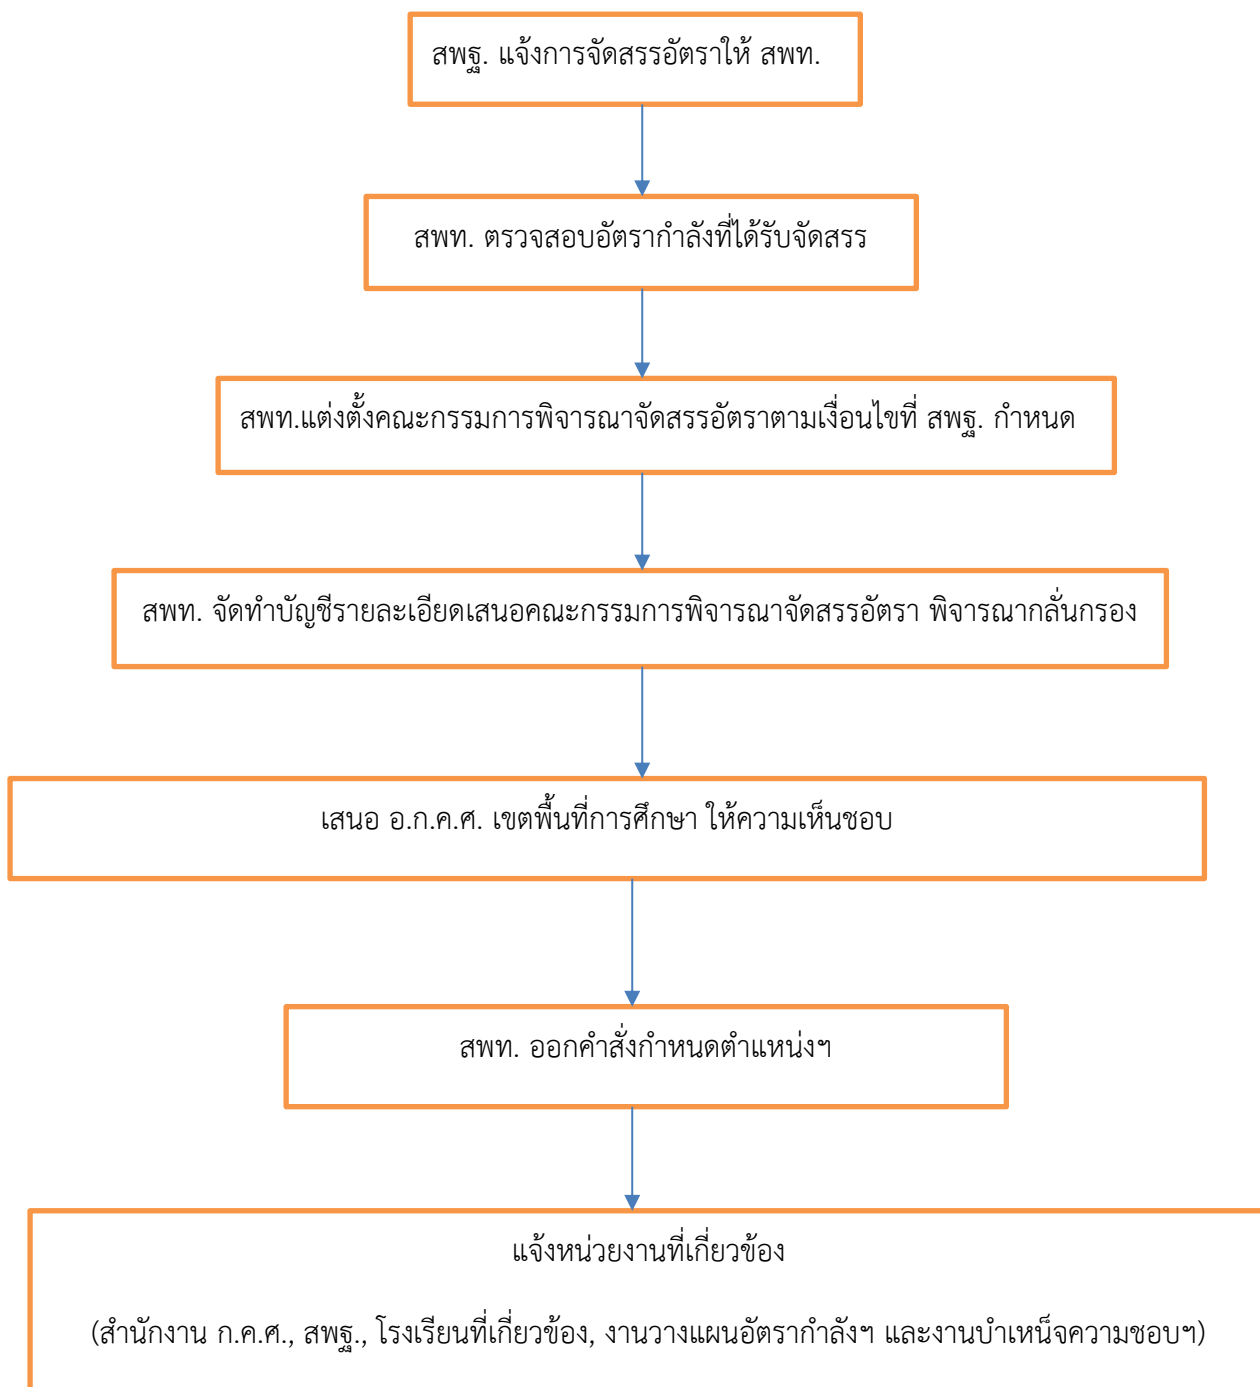 สพฐ. แจ้งการจัดสรรอัตราให้ สพท.
สพท. ตรวจสอบอัตรากำลังที่ได้รับจัดสรร
สพท.แต่งตั้งคณะกรรมการพิจารณาจัดสรรอัตราตามเงื่อนไขที่ สพฐ. กำหนด
สพท. จัดทำบัญชีรายละเอียดเสนอคณะกรรมการพิจารณาจัดสรรอัตรา พิจารณากลั่นกรอง
เสนอ อ.ก.ค.ศ. เขตพื้นที่การศึกษา ให้ความเห็นชอบ
สพท. ออกคำสั่งกำหนดตำแหน่งฯ
แจ้งหน่วยงานที่เกี่ยวข้อง
(สำนักงาน ก.ค.ศ., สพฐ., โรงเรียนที่เกี่ยวข้อง, งานวางแผนอัตรากำลังฯ และงานบำเหน็จความชอบฯ)